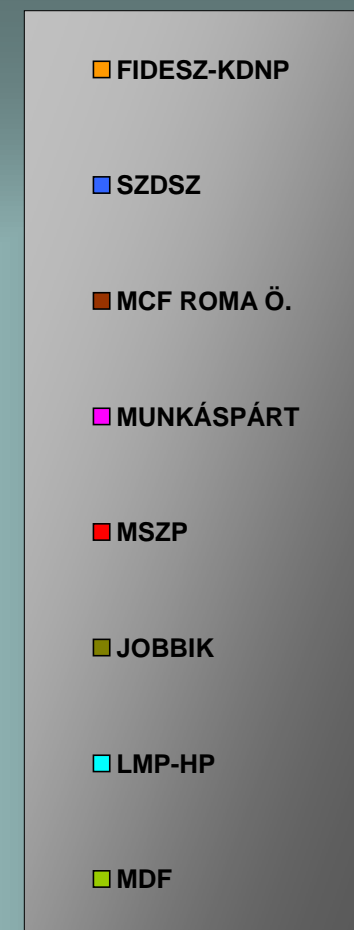 FIDESZ-KDNP
SZDSZ
MCF ROMA Ö.
MUNKÁSPÁRT
MSZP
JOBBIK
LMP-HP
MDF